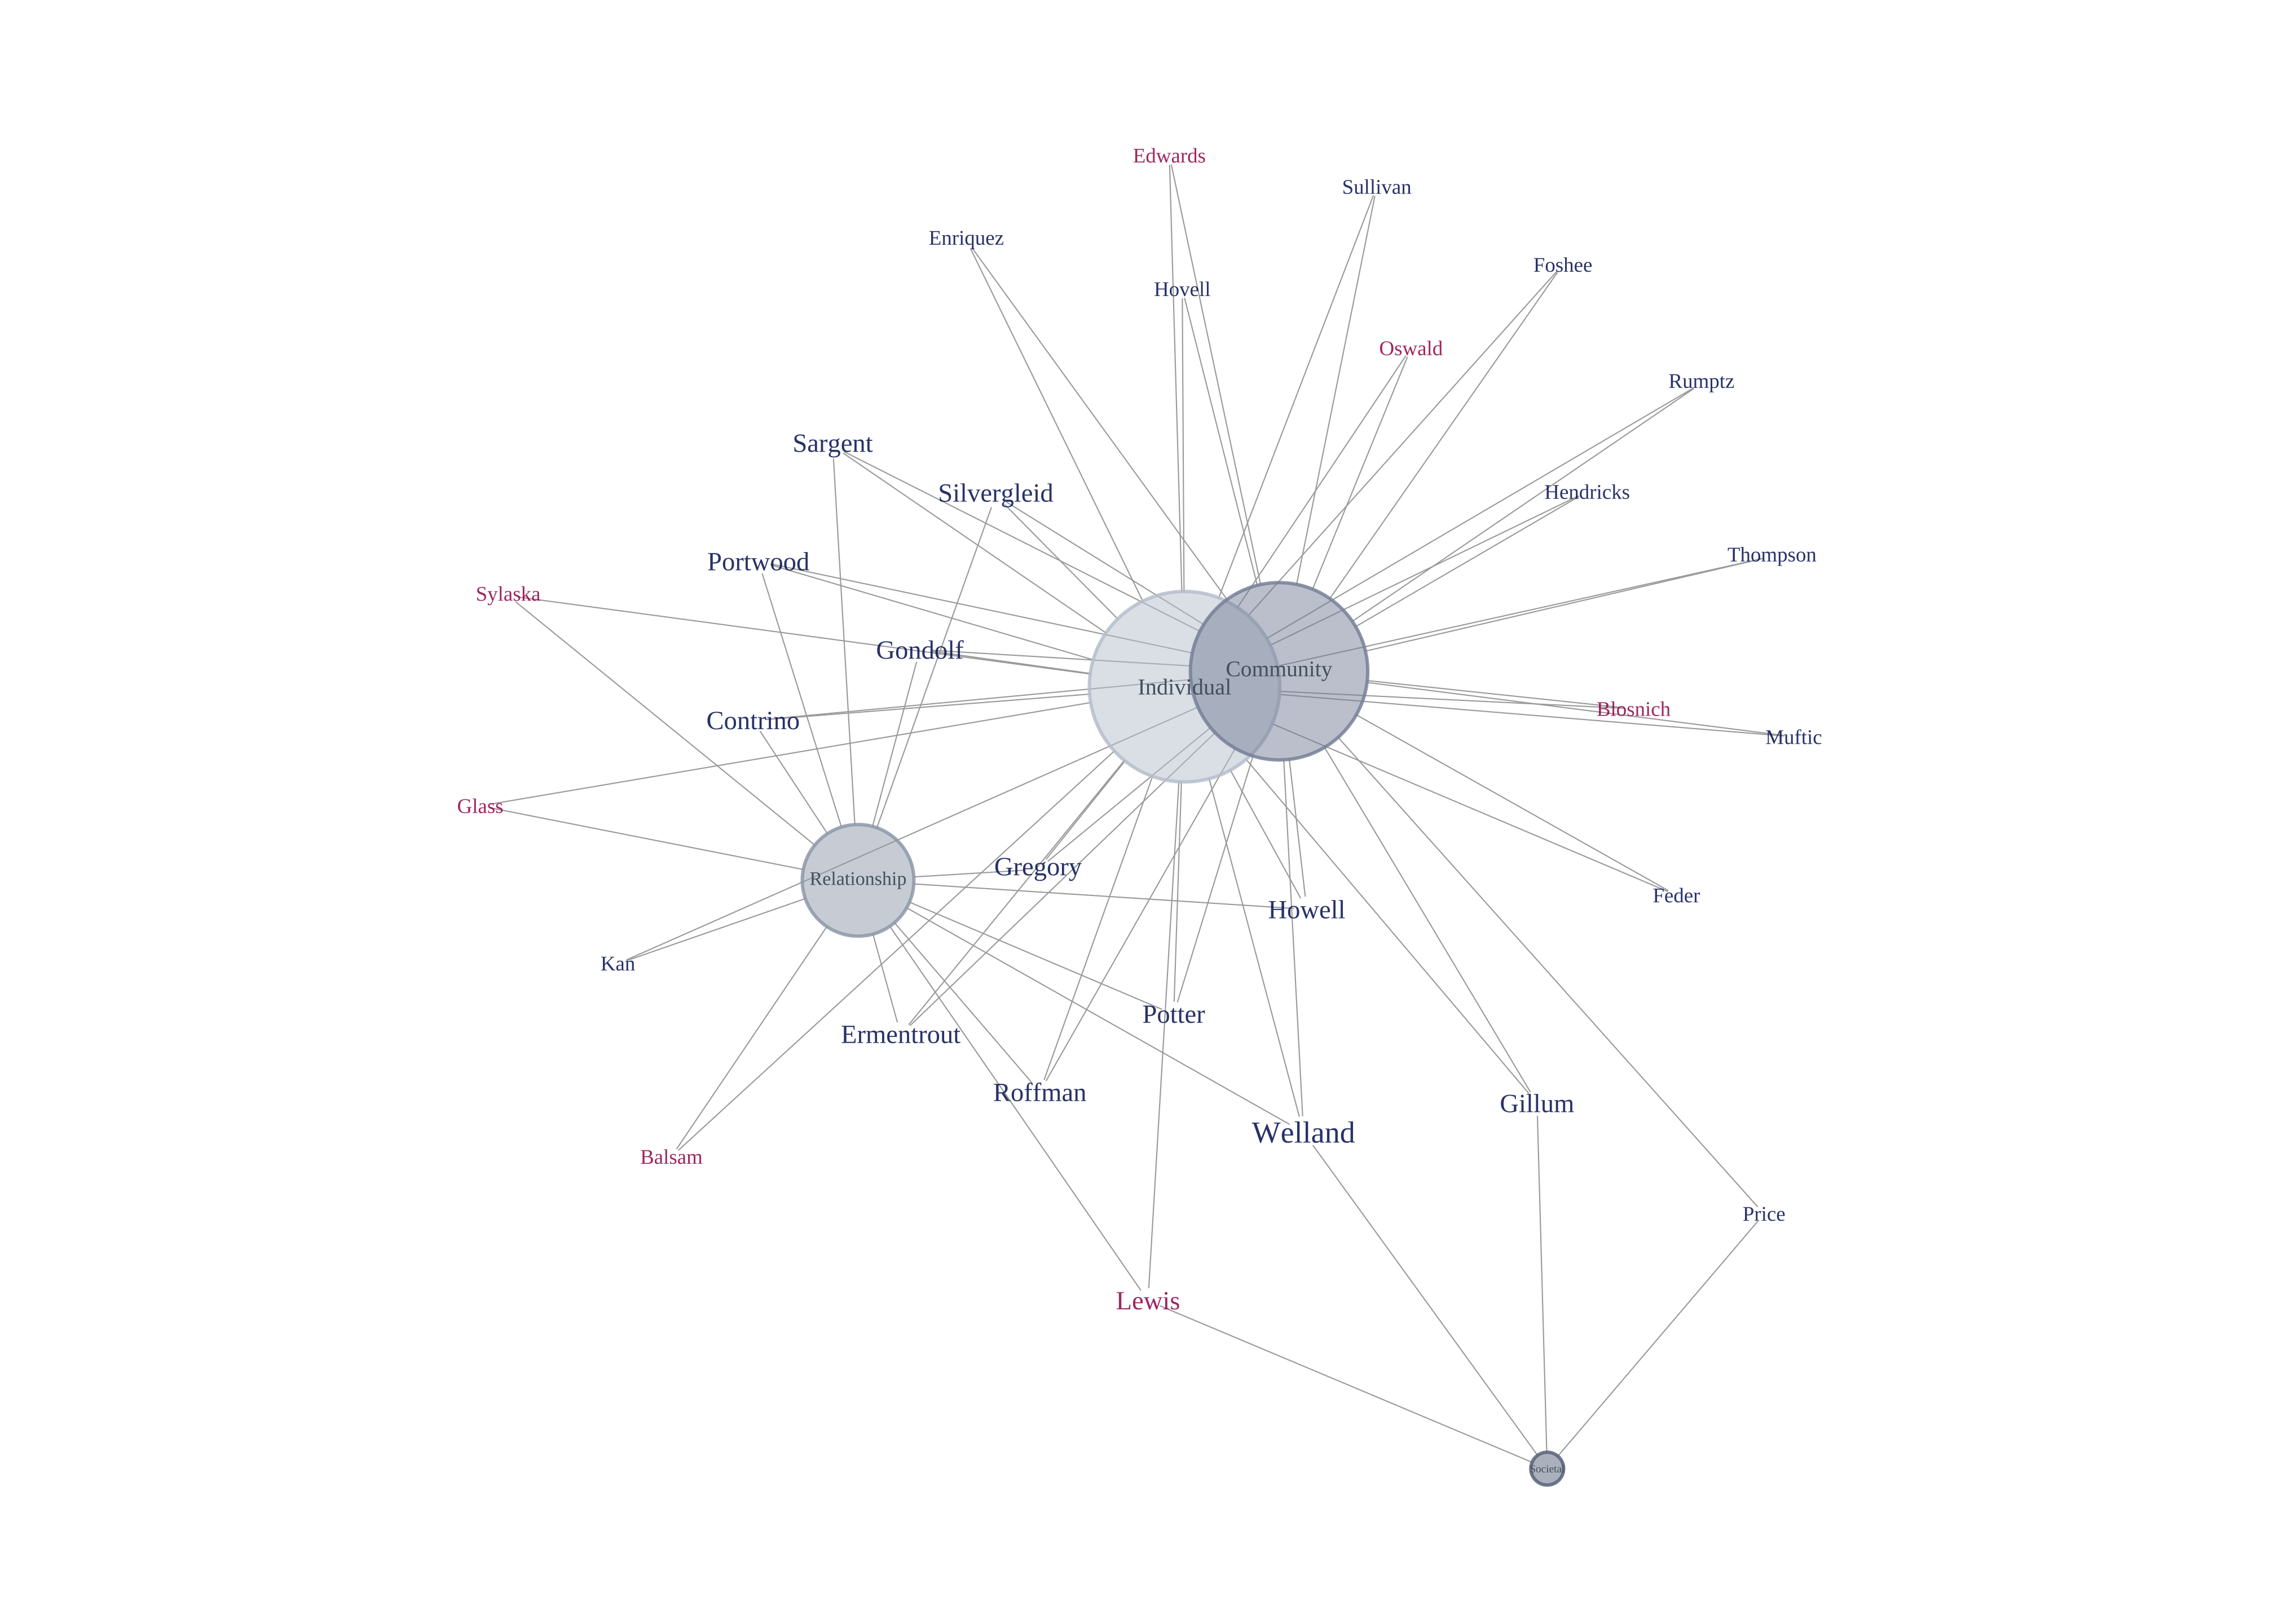 Edwards
Sullivan
Enriquez
Foshee
Hovell
Oswald
Rumptz
Sargent
Silvergleid
Hendricks
Thompson
Portwood
Sylaska
Gondolf
Community
Individual
Blosnich
Contrino
Muftic
Glass
Gregory
Relationship
Feder
Howell
Kan
Potter
Ermentrout
Roffman
Gillum
Welland
Balsam
Price
Lewis
Societal